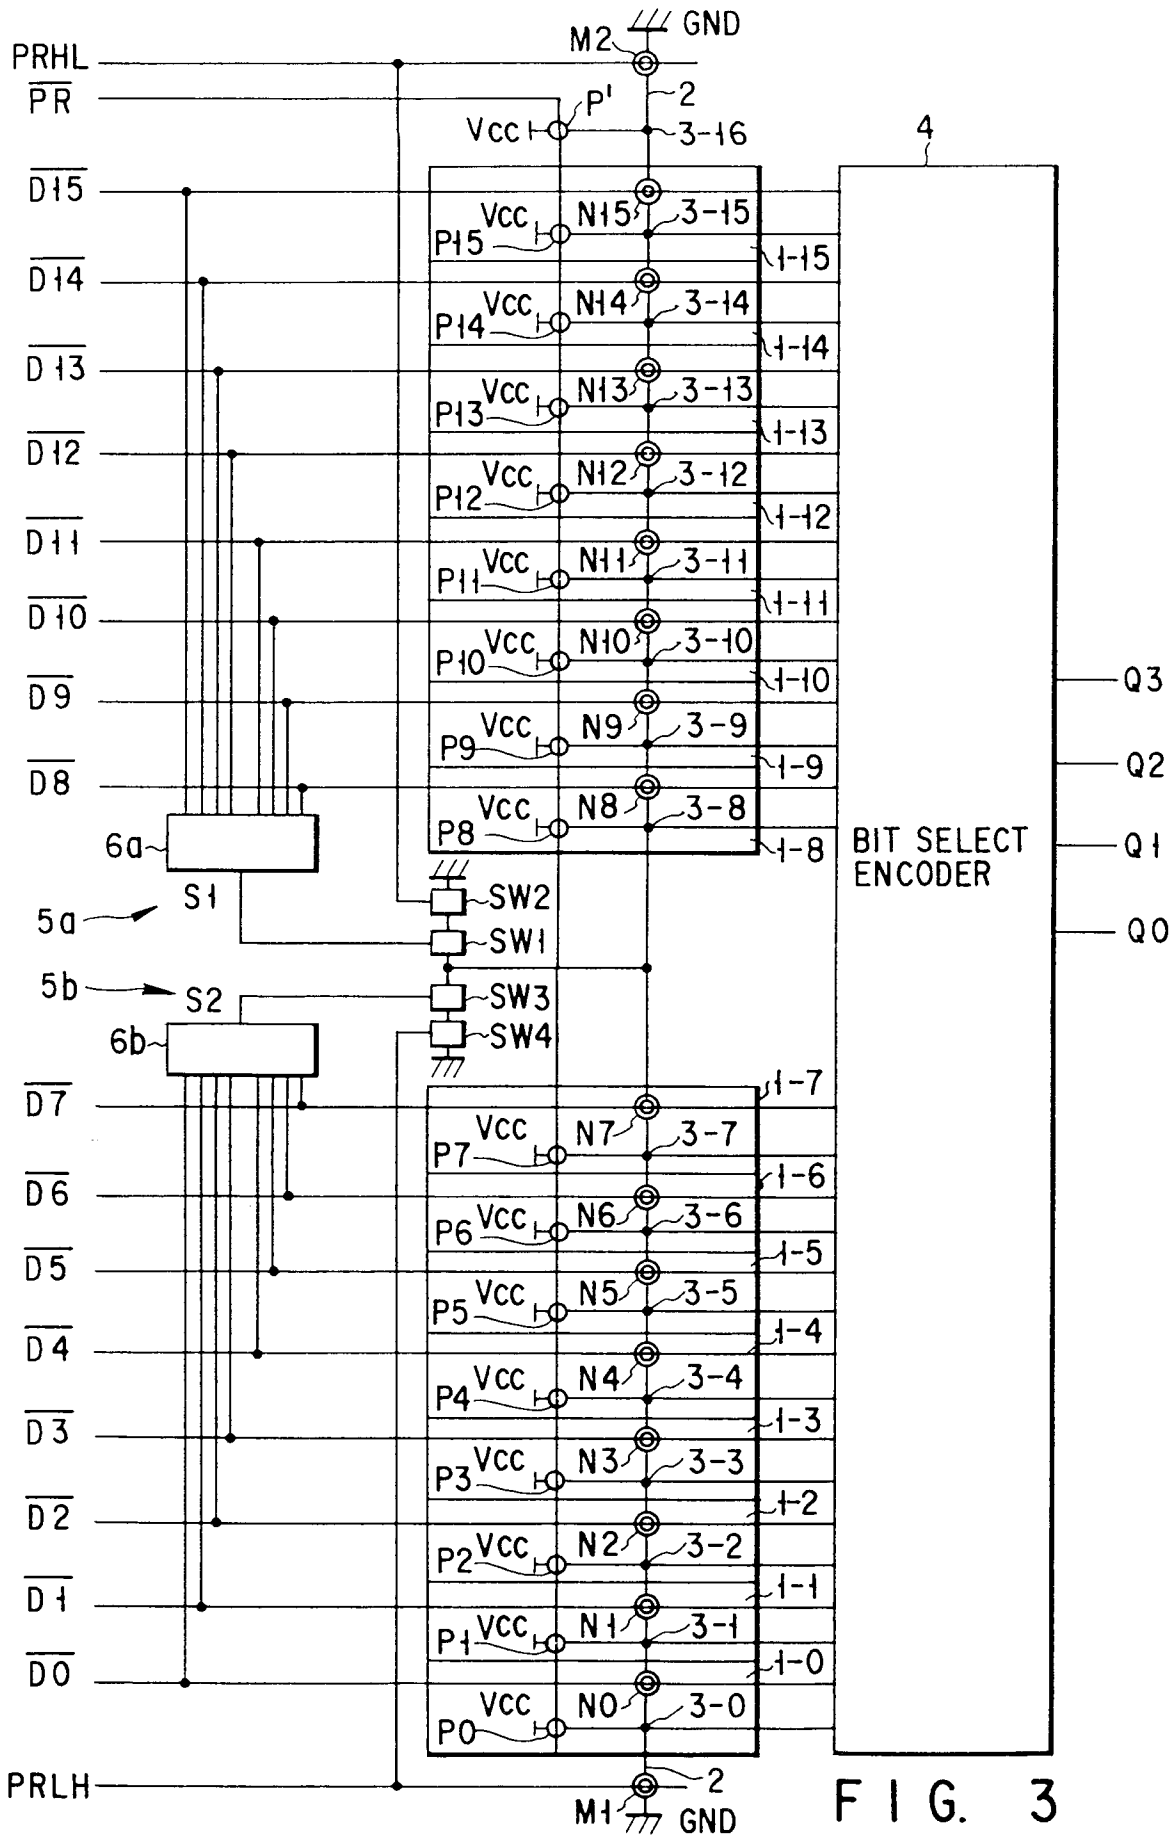 GND
M2
PRHL
2
P'
PR
VCC
3-16
4
D15
N15
3-15
VCC
P15
1-15
D14
N14
3-14
VCC
P14
1-14
D13
N13
3-13
VCC
P13
1-13
D12
N12
3-12
VCC
P12
1-12
D11
N11
3-11
VCC
P11
1-11
D10
N10
3-10
VCC
P10
1-10
Q3
D9
N9
3-9
VCC
P9
1-9
Q2
D8
N8
3-8
VCC
P8
1-8
6a
BIT SELECT
ENCODER
Q1
S1
SW2
5a
Q0
SW1
5b
S2
SW3
6b
SW4
1-7
D7
N7
3-7
VCC
P7
1-6
D6
N6
3-6
VCC
P6
1-5
D5
N5
3-5
VCC
P5
1-4
D4
N4
3-4
VCC
P4
1-3
D3
N3
3-3
VCC
P3
1-2
D2
N2
3-2
VCC
P2
1-1
D1
N1
3-1
VCC
P1
1-0
D0
N0
3-0
VCC
P0
PRLH
2
M1
GND
FIG. 3